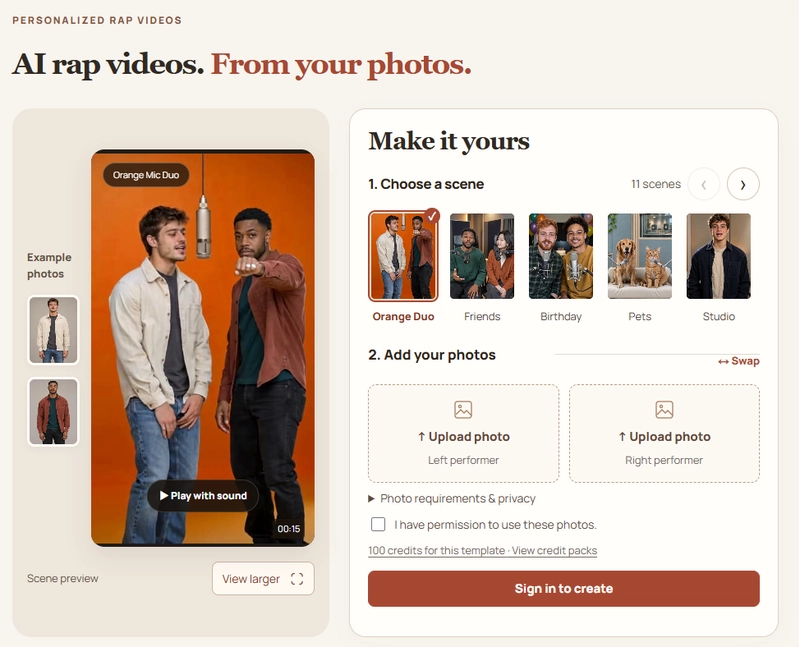 PERSONALIZED RAP VIDEOS
AI rap videos. From your photos.
Orange Mic Duo
Example
photos
▶ Play with sound
00:15
Scene preview
View larger
Make it yours
1. Choose a scene
11 scenes
‹
›
Orange Duo
Friends
Birthday
Pets
Studio
2. Add your photos
↔ Swap
↑ Upload photo
Left performer
↑ Upload photo
Right performer
▶ Photo requirements & privacy
I have permission to use these photos.
100 credits for this template · View credit packs
Sign in to create